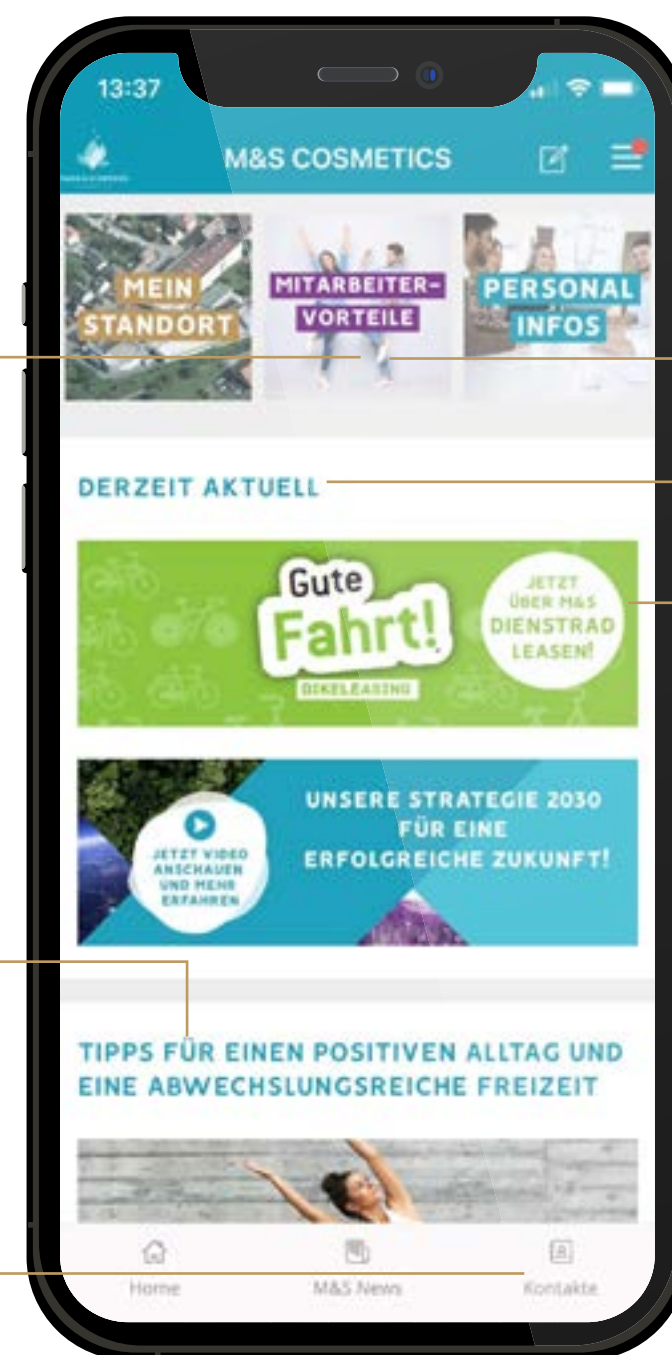 13:37
M&S COSMETICS
MEIN
STANDORT
MITARBEITER-
VORTEILE
PERSONAL
INFOS
DERZEIT AKTUELL
Gute
Fahrt!
BIKELEASING
JETZT
ÜBER M&S
DIENSTRAD
LEASEN!
JETZT VIDEO
ANSCHAUEN
UND MEHR
ERFAHREN
UNSERE STRATEGIE 2030
FÜR EINE
ERFOLGREICHE ZUKUNFT!
TIPPS FÜR EINEN POSITIVEN ALLTAG UND
EINE ABWECHSLUNGSREICHE FREIZEIT
Home
M&S News
Kontakte